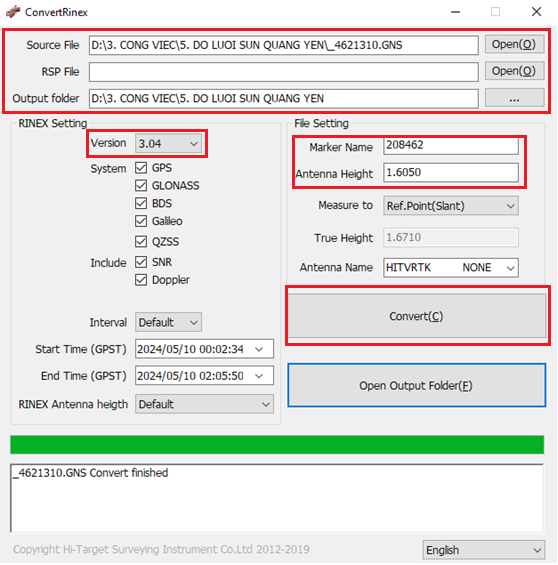 ConvertRinex
Source File D:\3. CONG VIEC\5. DO LUOI SUN QUANG YEN\_4621310.GNS Open(O)
RSP File Open(O)
Output folder D:\3. CONG VIEC\5. DO LUOI SUN QUANG YEN ...
RINEX Setting
Version 3.04
System GPS
GLONASS
BDS
Galileo
QZSS
Include SNR
Doppler
Interval Default
Start Time (GPST) 2024/05/10 00:02:34
End Time (GPST) 2024/05/10 02:05:50
RINEX Antenna heigth Default
File Setting
Marker Name 208462
Antenna Height 1.6050
Measure to Ref.Point(Slant)
True Height 1.6710
Antenna Name HITVRTK NONE
Convert(C)
Open Output Folder(F)
_4621310.GNS Convert finished
Copyright Hi-Target Surveying Instrument Co.Ltd 2012-2019
English